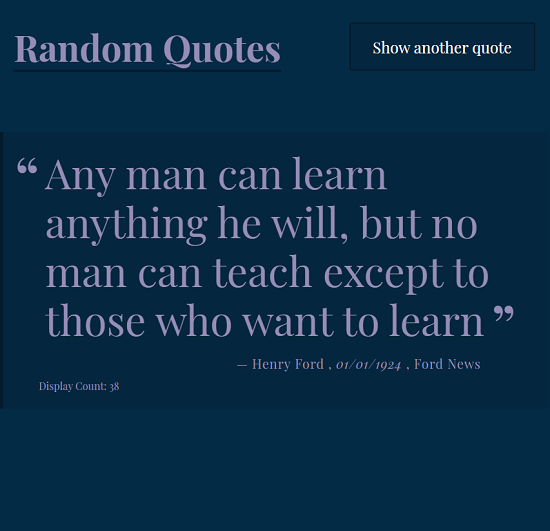 Random Quotes
Show another quote
“ Any man can learn
anything he will, but no
man can teach except to
those who want to learn ”
— Henry Ford , 01/01/1924 , Ford News
Display Count: 38